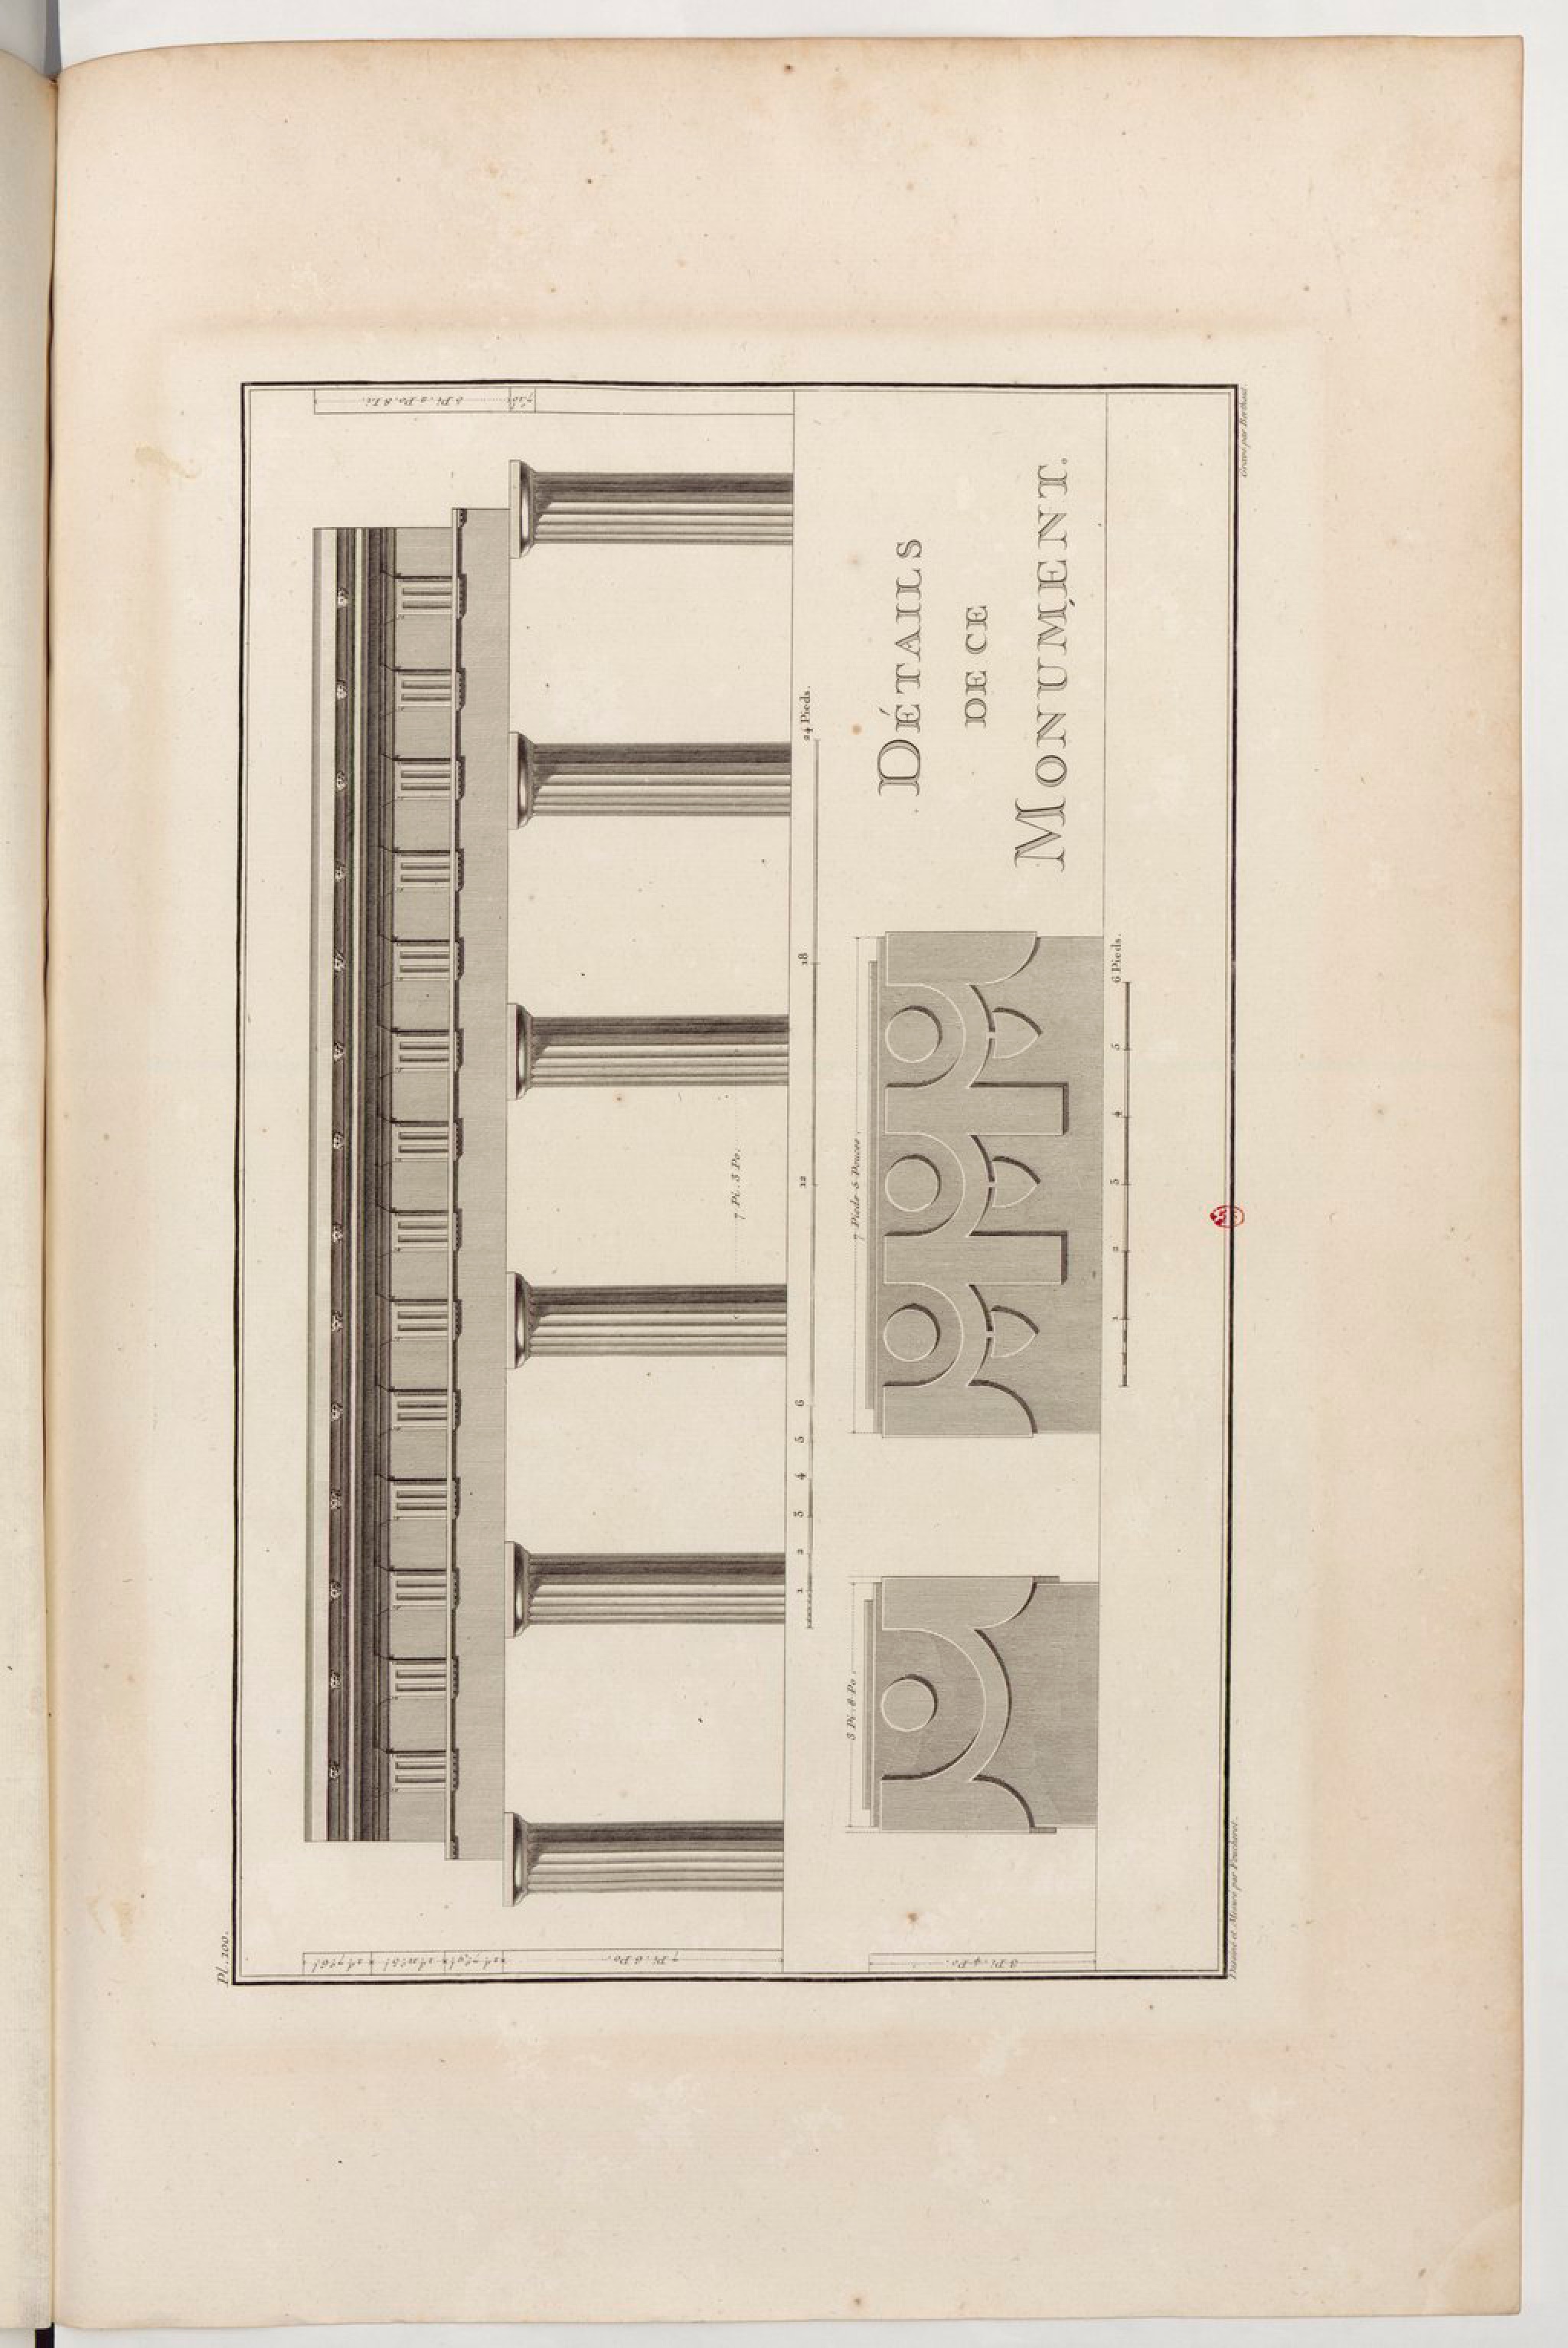 Pl. 100.
6 Pi. 2 Po. 8 Li.
7 Pi. 3 Po.
7 Pi. 6 Po.
1 2 3 4 5 6 12 18 24 Pieds.
3 Pi. 8 Po.
7 Pieds 5 Pouces.
3 Pi. 4 Po.
DÉTAILS
DE CE
MONUMENT.
1 2 3 4 5 6 Pieds.
Dessiné et Mesuré par Foucherot.
Gravé par Berthault.